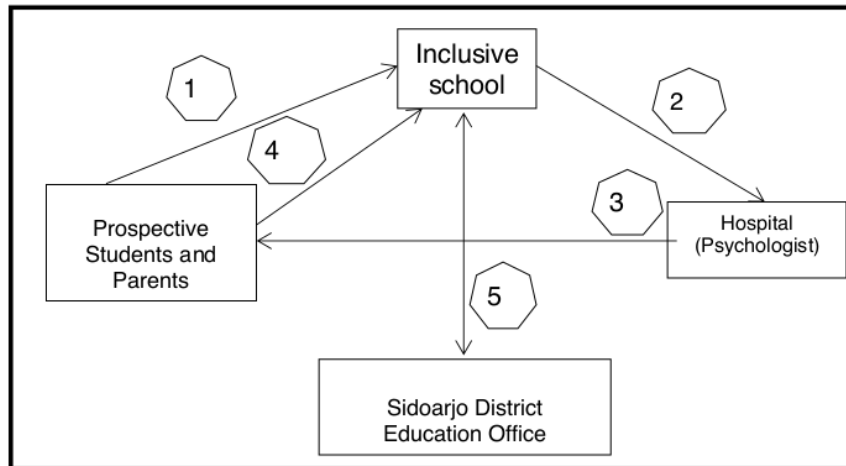 Inclusive
school
1
2
4
3
Prospective
Students and
Parents
Hospital
(Psychologist)
5
Sidoarjo District
Education Office